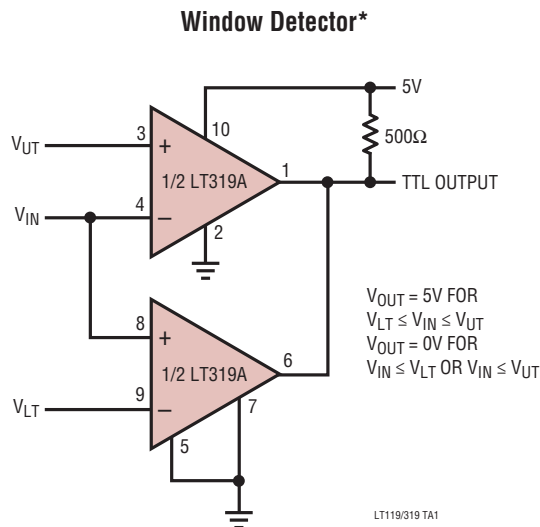 Window Detector*
5V
10
500Ω
V_UT
3
+
1/2 LT319A
1
TTL OUTPUT
V_IN
4
−
2
8
+
V_OUT = 5V FOR
V_LT ≤ V_IN ≤ V_UT
V_OUT = 0V FOR
V_IN ≤ V_LT OR V_IN ≤ V_UT
1/2 LT319A
6
V_LT
9
−
7
5
LT119/319 TA1